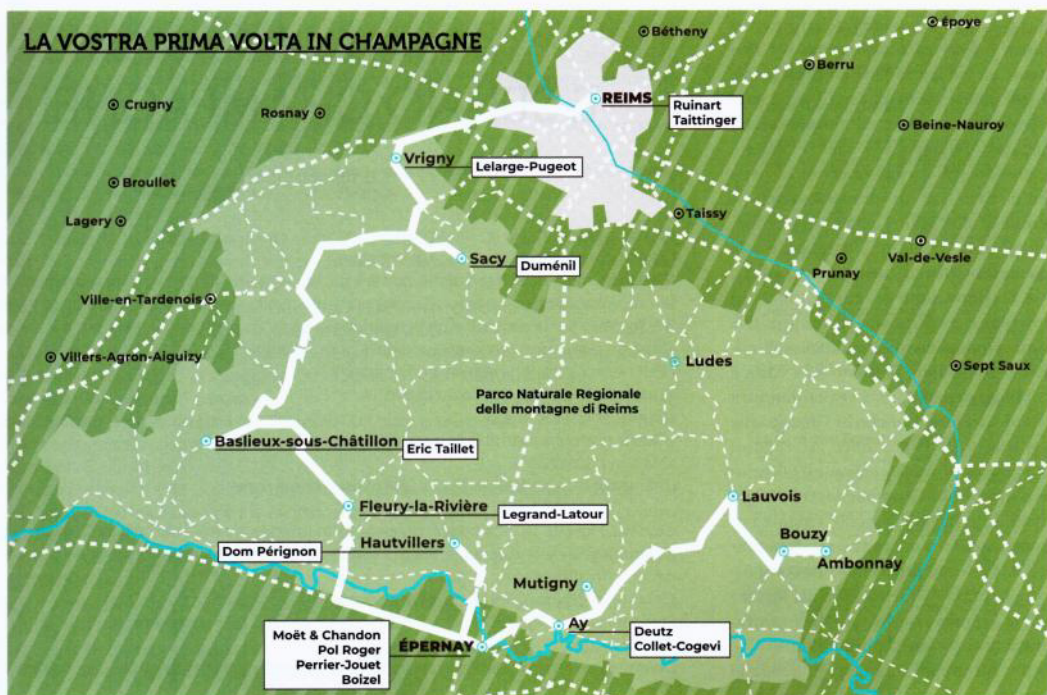 LA VOSTRA PRIMA VOLTA IN CHAMPAGNE
époye
Bétheny
Berru
REIMS
Ruinart
Taittinger
Crugny
Rosnay
Beine-Nauroy
Vrigny
Lelarge-Pugeot
Broullet
Lagery
Taissy
Sacy
Duménil
Prunay
Val-de-Vesle
Ville-en-Tardenois
Villers-Agron-Aiguizy
Ludes
Sept Saux
Parco Naturale Regionale
delle montagne di Reims
Baslieux-sous-Châtillon
Eric Taillet
Fleury-la-Rivière
Legrand-Latour
Lauvois
Dom Pérignon
Hautvillers
Bouzy
Ambonnay
Mutigny
Ay
Deutz
Collet-Cogevi
Moët & Chandon
Pol Roger
Perrier-Jouet
Boizel
ÉPERNAY